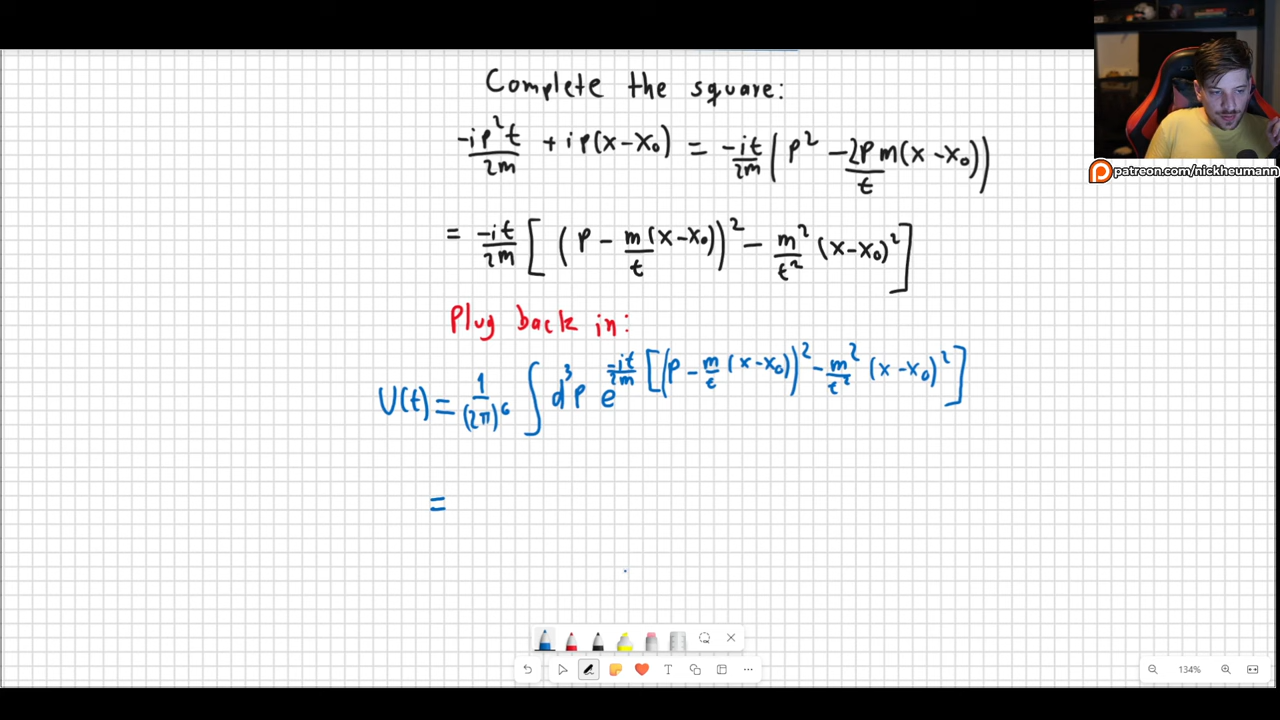 Complete the square:
-ip²t/2m + ip(x-x₀) = -it/2m (p² - 2pm(x-x₀)/t)
= -it/2m [(p - m(x-x₀)/t)² - m²/t² (x-x₀)²]
Plug back in:
U(t) = 1/(2π)⁶ ∫ d³p e^{-it/2m [(p - m/t (x-x₀))² - m²/t² (x-x₀)²]}
=
patreon.com/nickheumann
134%